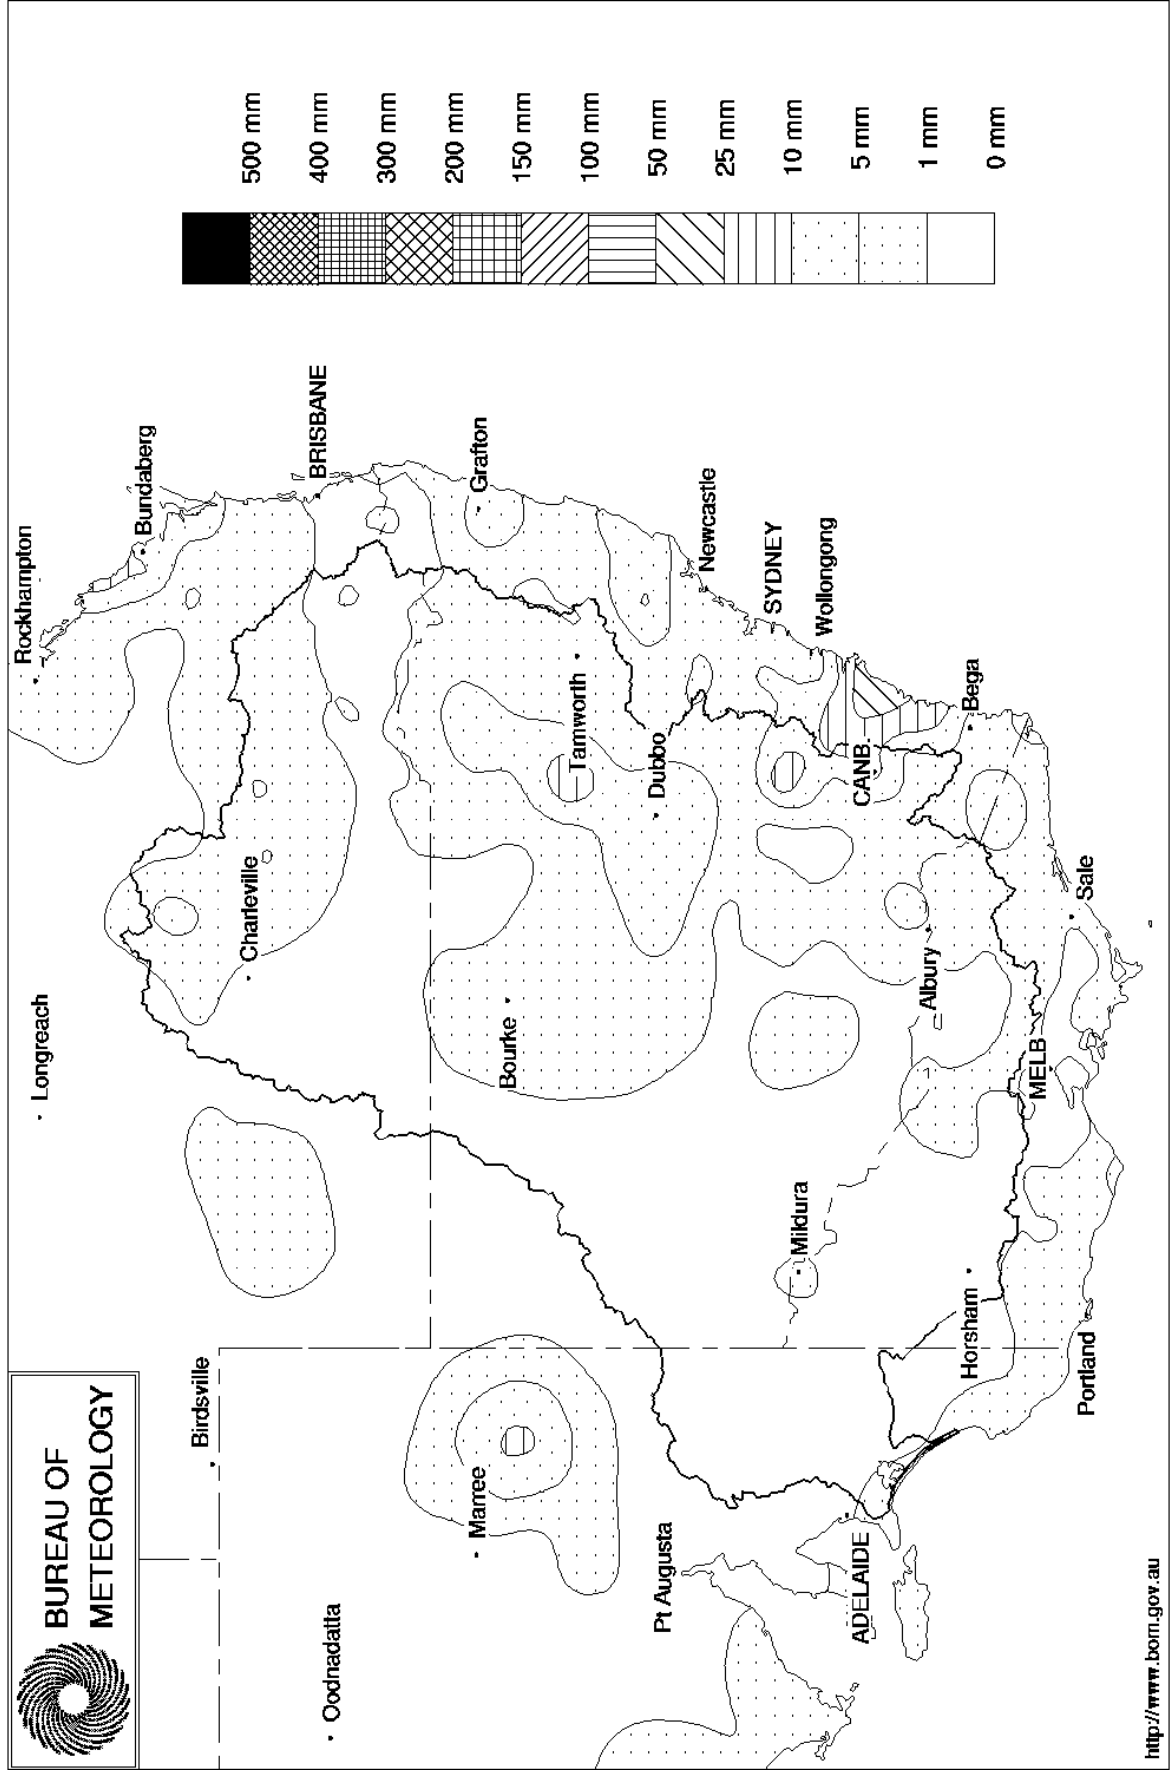 BUREAU OF
METEOROLOGY
500 mm
400 mm
300 mm
200 mm
150 mm
100 mm
50 mm
25 mm
10 mm
5 mm
1 mm
0 mm
Rockhampton
Bundaberg
BRISBANE
Grafton
Newcastle
SYDNEY
Wollongong
Bega
Tamworth
Dubbo
CANB.
Charleville
Longreach
Bourke
Albury
Sale
MELB
Mildura
Horsham
Portland
Birdsville
Marree
Oodnadatta
Pt Augusta
ADELAIDE
http://www.bom.gov.au